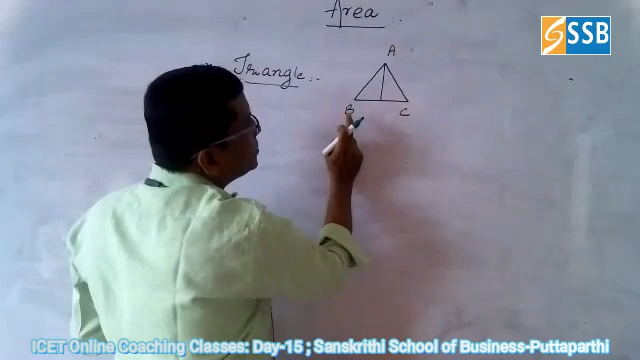 Area :.
SSB
Triangle :.
A
B
C
ICET Online Coaching Classes: Day-15 ; Sanskrithi School of Business-Puttaparthi